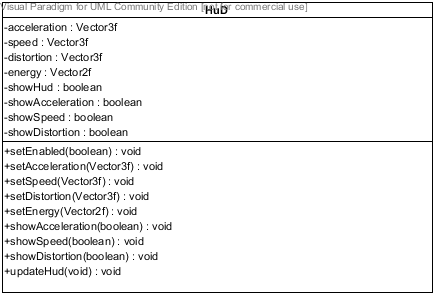 Visual Paradigm for UML Community Edition [not for commercial use]
HuD
-acceleration : Vector3f
-speed : Vector3f
-distortion : Vector3f
-energy : Vector2f
-showHud : boolean
-showAcceleration : boolean
-showSpeed : boolean
-showDistortion : boolean
+setEnabled(boolean) : void
+setAcceleration(Vector3f) : void
+setSpeed(Vector3f) : void
+setDistortion(Vector3f) : void
+setEnergy(Vector2f) : void
+showAcceleration(boolean) : void
+showSpeed(boolean) : void
+showDistortion(boolean) : void
+updateHud(void) : void